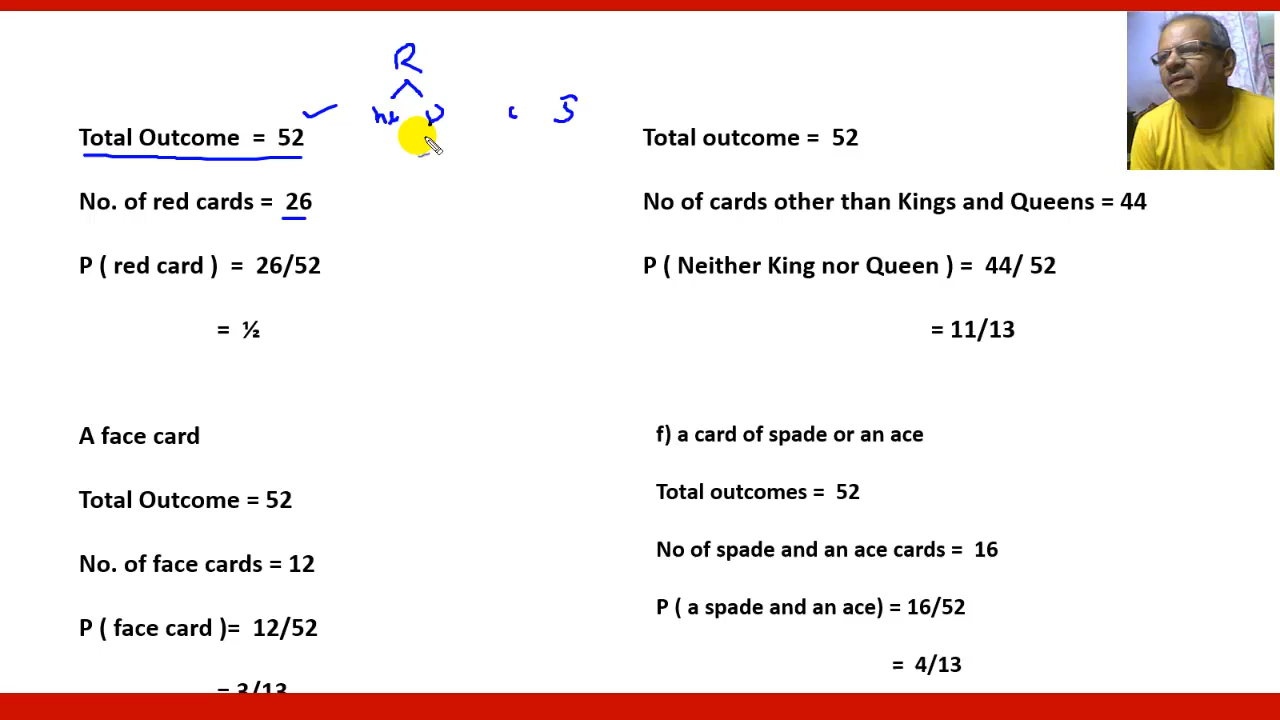 R
Total Outcome = 52
No. of red cards = 26
P ( red card ) = 26/52
= ½
Total outcome = 52
No of cards other than Kings and Queens = 44
P ( Neither King nor Queen ) = 44/ 52
= 11/13
A face card
Total Outcome = 52
No. of face cards = 12
P ( face card )= 12/52
= 3/13
f) a card of spade or an ace
Total outcomes = 52
No of spade and an ace cards = 16
P ( a spade and an ace) = 16/52
= 4/13